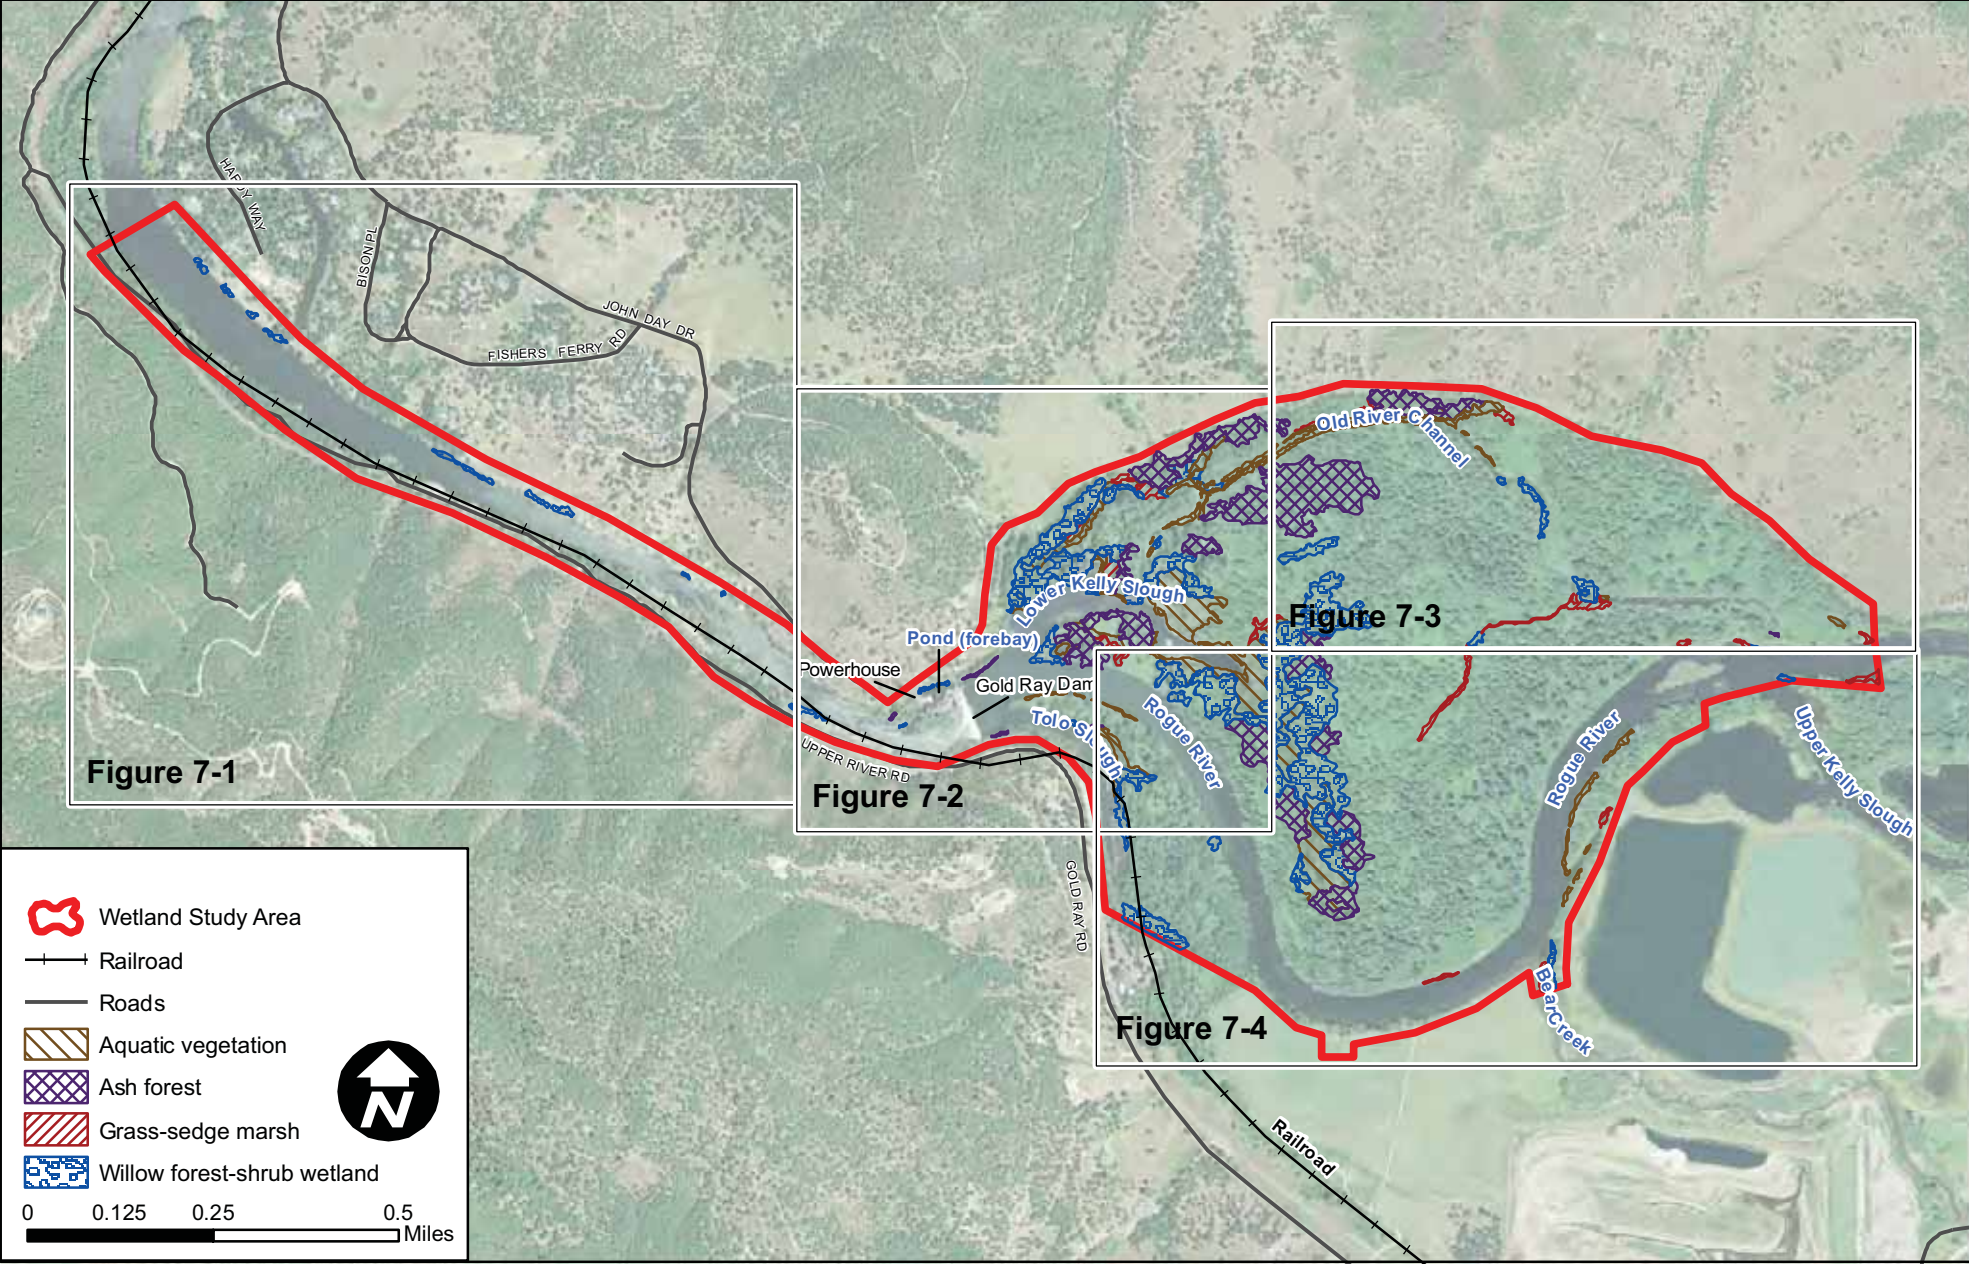 HARDY WAY
BISON PL
JOHN DAY DR
FISHERS FERRY RD
Old River Channel
Lower Kelly Slough
Figure 7-3
Pond (forebay)
Powerhouse
Gold Ray Dam
Tolo Slough
Rogue River
Rogue River
Upper Kelly Slough
UPPER RIVER RD
Figure 7-1
Figure 7-2
GOLD RAY RD
Figure 7-4
Bear Creek
Railroad
Wetland Study Area
Railroad
Roads
Aquatic vegetation
Ash forest
Grass-sedge marsh
Willow forest-shrub wetland
N
0 0.125 0.25 0.5
Miles